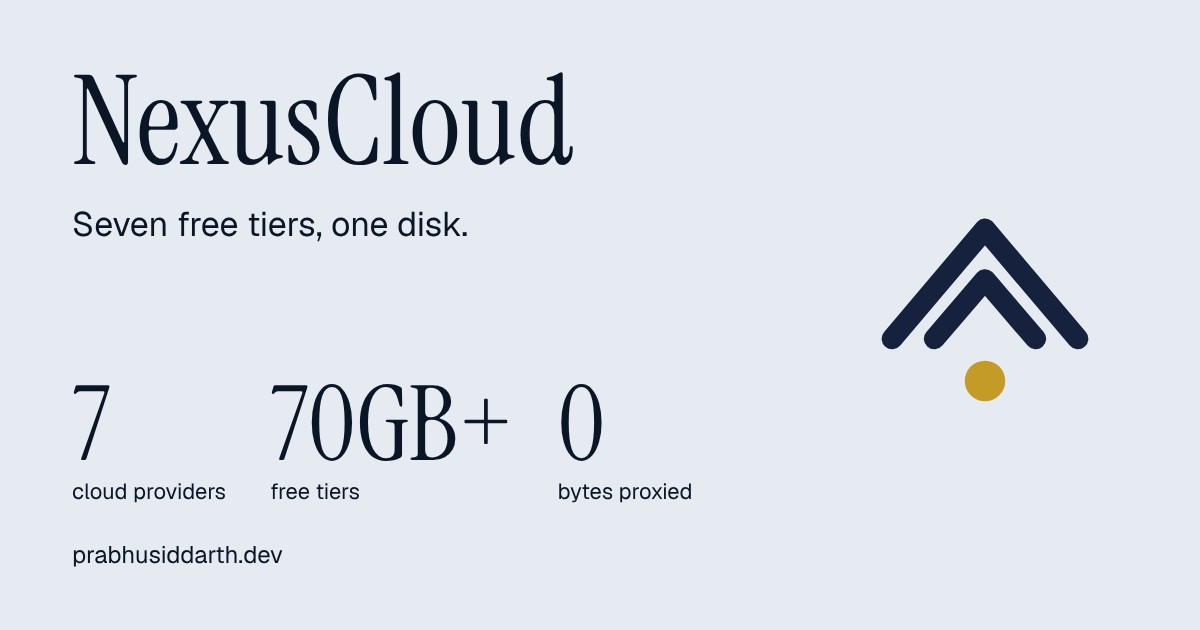 NexusCloud
Seven free tiers, one disk.
7 70GB+ 0
cloud providers free tiers bytes proxied
prabhusiddarth.dev